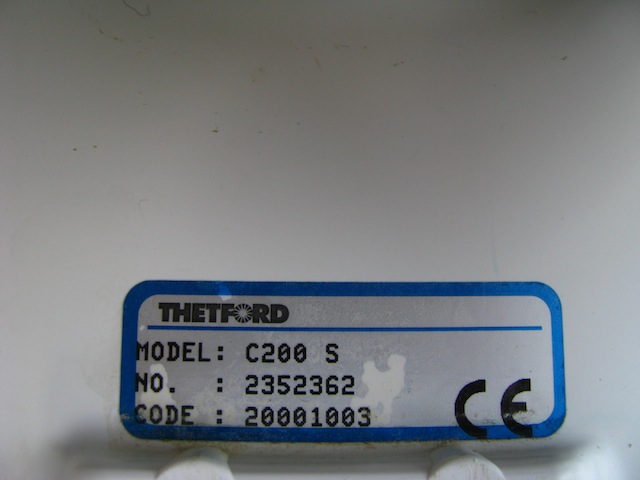 THETFORD
MODEL: C200 S
NO. : 2352362
CODE : 20001003
CE